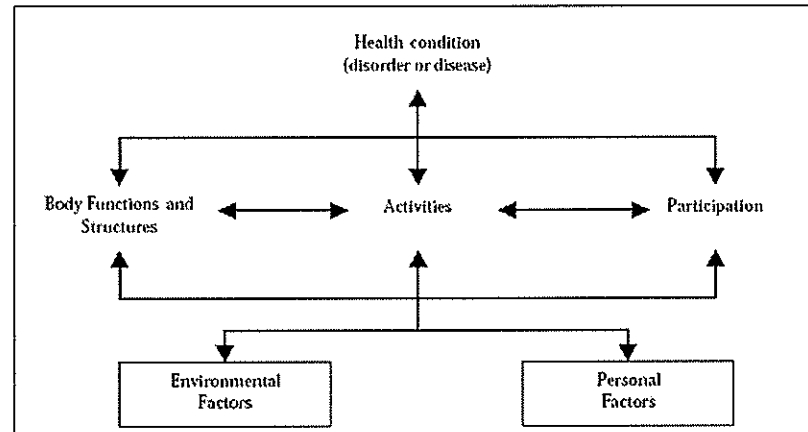 Health condition
(disorder or disease)
Body Functions and
Structures
Activities
Participation
Environmental
Factors
Personal
Factors